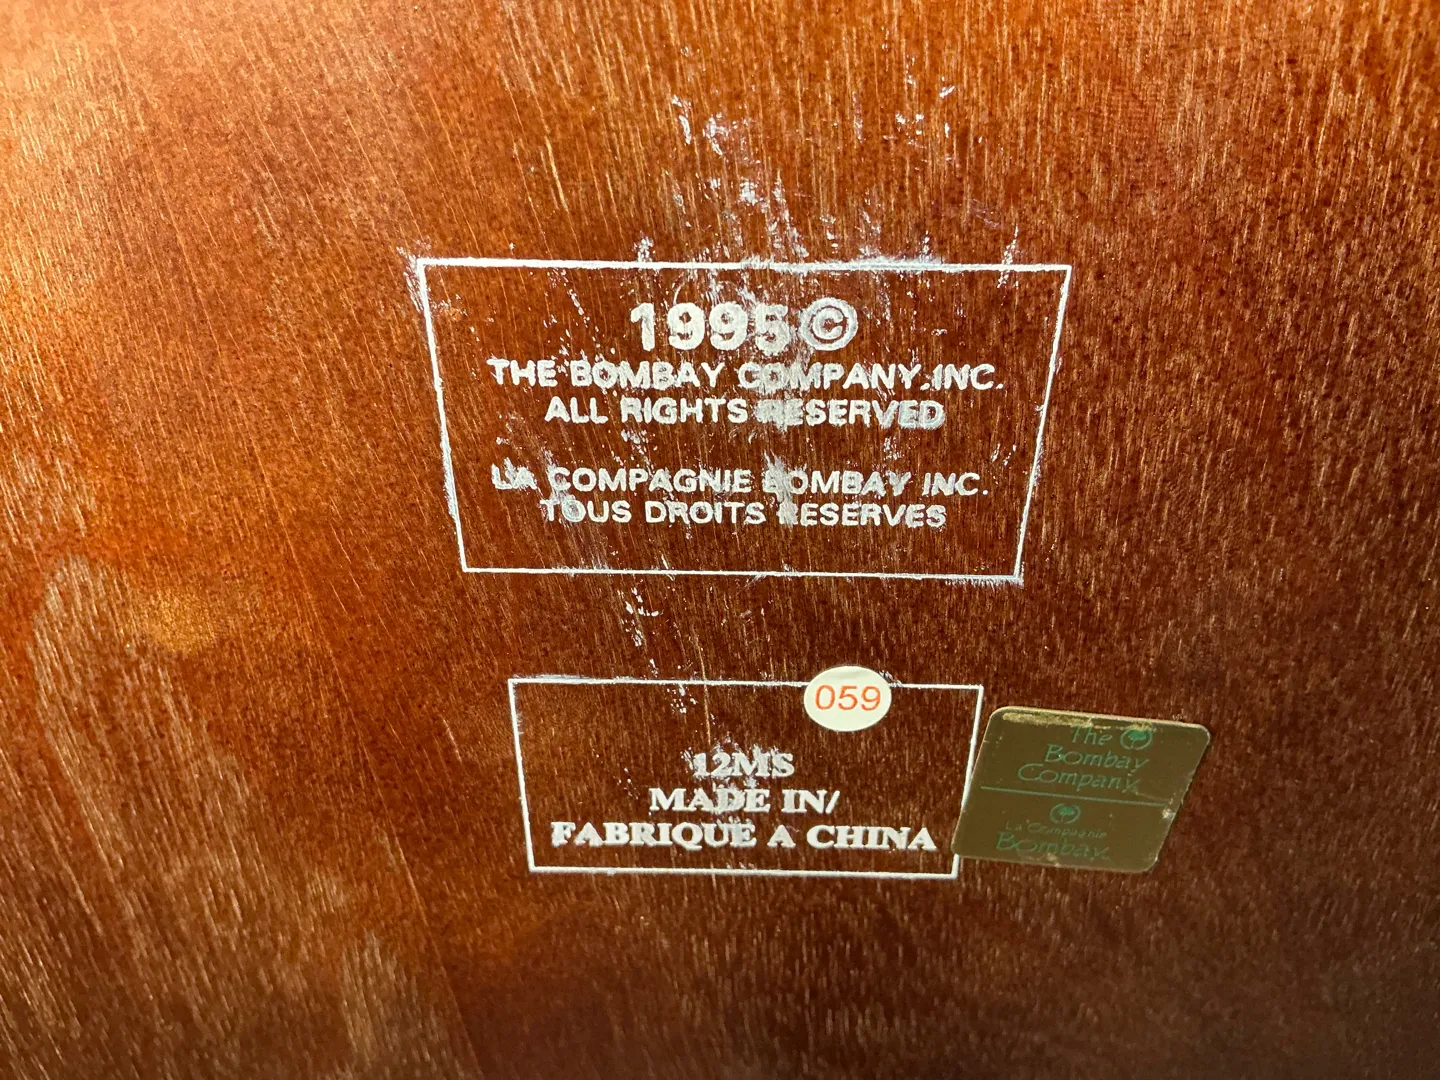 1995©
THE BOMBAY COMPANY, INC.
ALL RIGHTS RESERVED
LA COMPAGNIE BOMBAY INC.
TOUS DROITS RESERVES
059
12MS
MADE IN/
FABRIQUE A CHINA
The
Bombay
Company
La Compagnie
Bombay